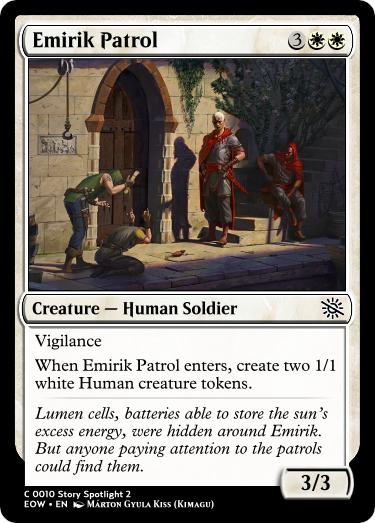 Emirik Patrol 3
Creature — Human Soldier
Vigilance
When Emirik Patrol enters, create two 1/1
white Human creature tokens.
Lumen cells, batteries able to store the sun's
excess energy, were hidden around Emirik.
But anyone paying attention to the patrols
could find them.
3/3
C 0010 Story Spotlight 2
EOW • EN Márton Gyula Kiss (Kimagu)